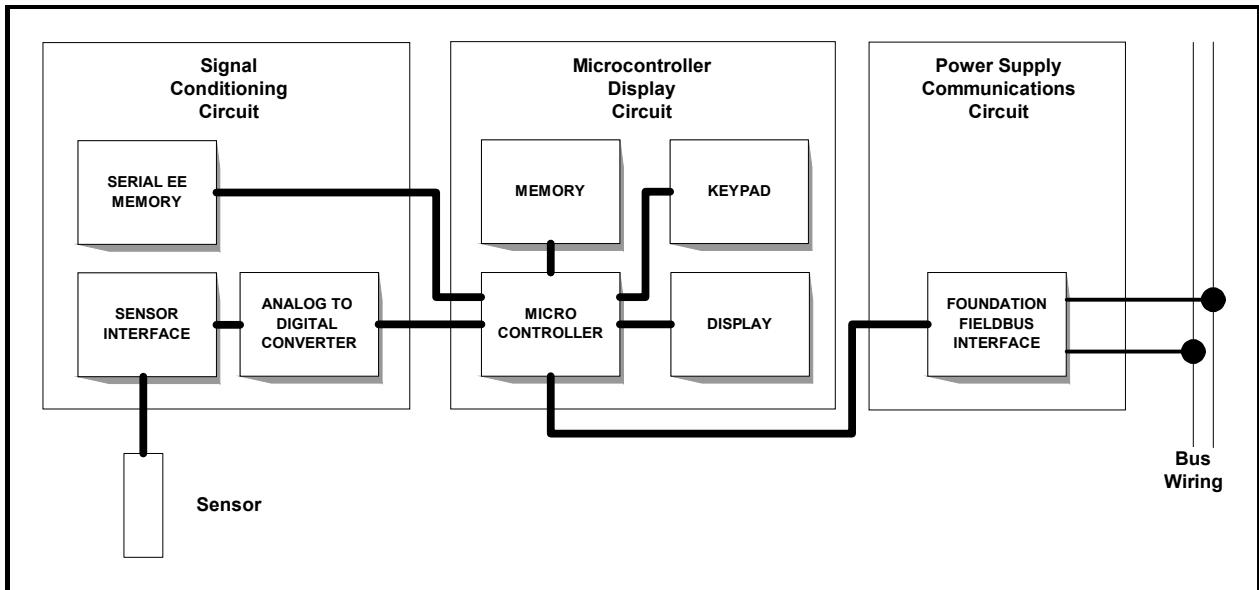 Signal
Conditioning
Circuit
SERIAL EE
MEMORY
SENSOR
INTERFACE
ANALOG TO
DIGITAL
CONVERTER
Sensor
Microcontroller
Display
Circuit
MEMORY
KEYPAD
MICRO
CONTROLLER
DISPLAY
Power Supply
Communications
Circuit
FOUNDATION
FIELDBUS
INTERFACE
Bus
Wiring